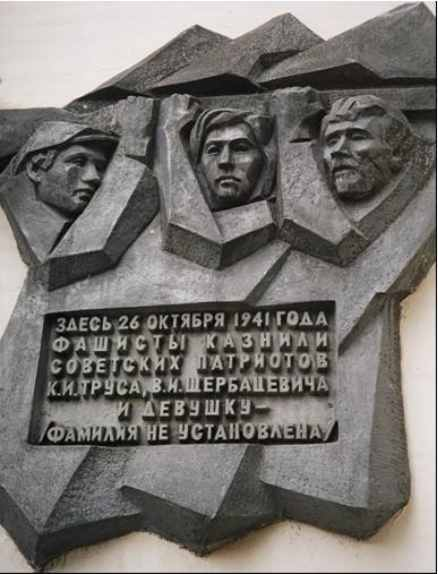 ЗДЕСЬ 26 ОКТЯБРЯ 1941 ГОДА
ФАШИСТЫ КАЗНИЛИ
СОВЕТСКИХ ПАТРИОТОВ
К.И.ТРУСА, В.И.ЩЕРБАЦЕВИЧА
И ДЕВУШКУ—
/ФАМИЛИЯ НЕ УСТАНОВЛЕНА/